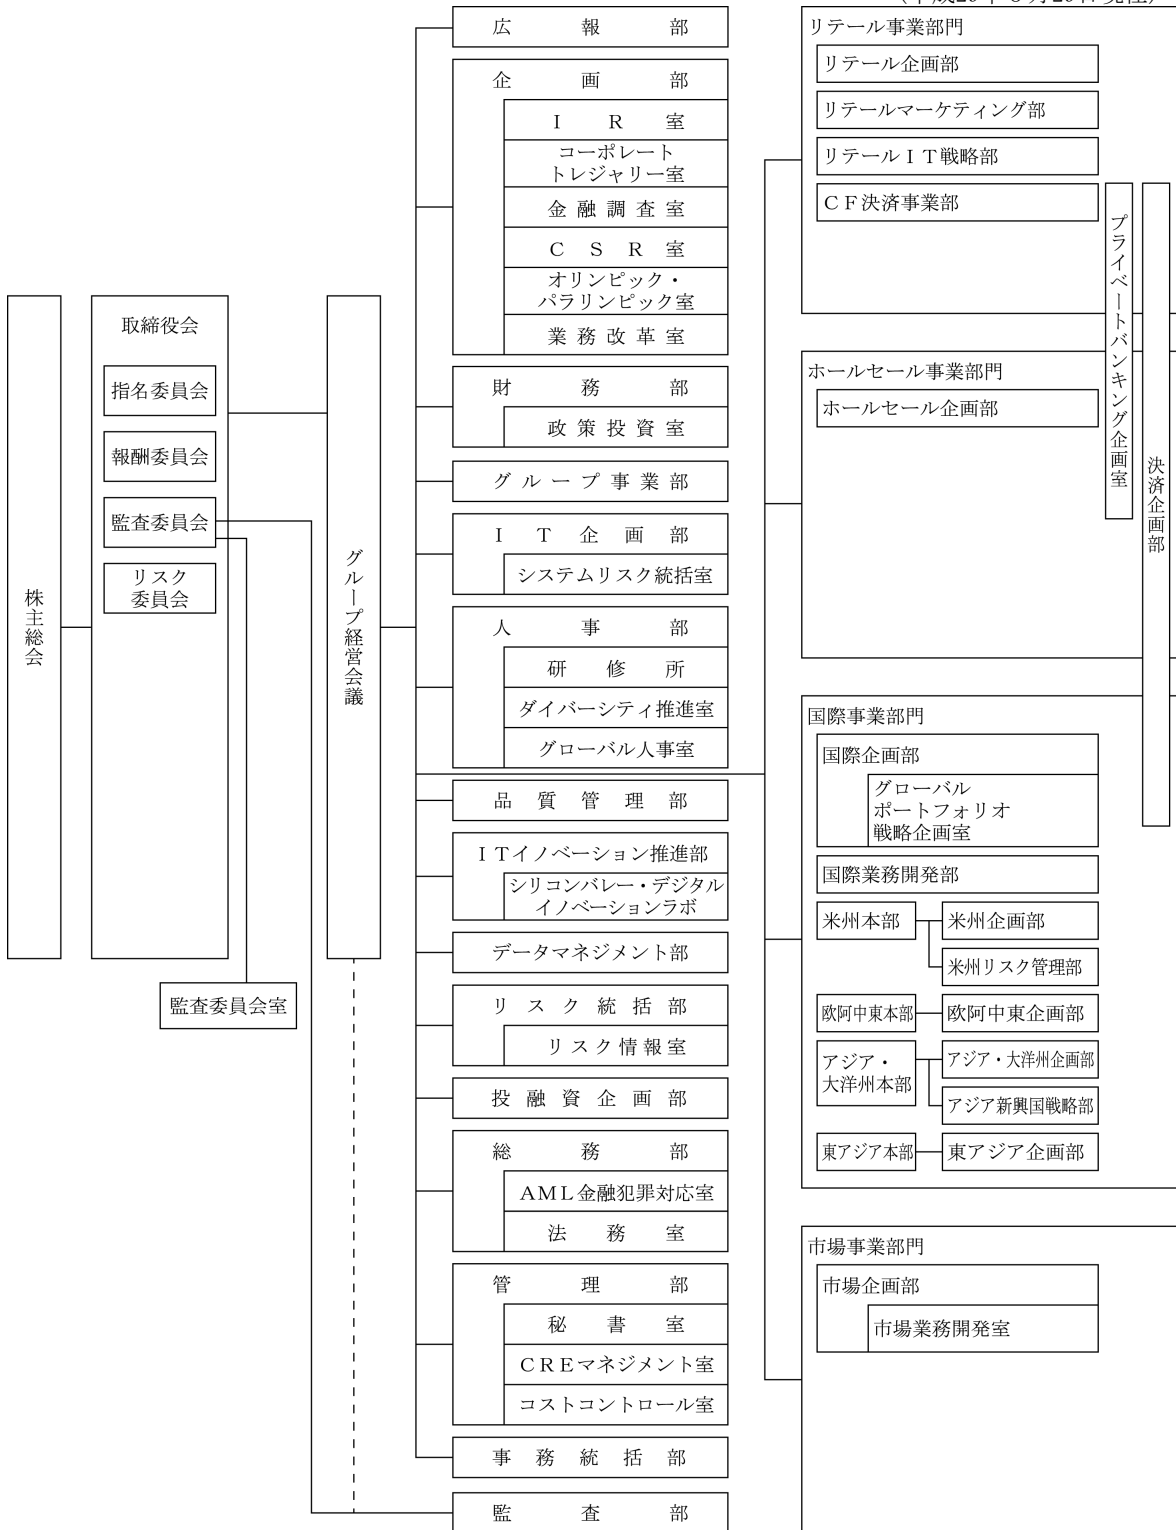 株主総会
取締役会
指名委員会
報酬委員会
監査委員会
リスク
委員会
監査委員会室
グループ経営会議
広報部
企画部
ＩＲ室
コーポレート
トレジャリー室
金融調査室
ＣＳＲ室
オリンピック・
パラリンピック室
業務改革室
財務部
政策投資室
グループ事業部
ＩＴ企画部
システムリスク統括室
人事部
研修所
ダイバーシティ推進室
グローバル人事室
品質管理部
ＩＴイノベーション推進部
シリコンバレー・デジタル
イノベーションラボ
データマネジメント部
リスク統括部
リスク情報室
投融資企画部
総務部
ＡＭＬ金融犯罪対応室
法務室
管理部
秘書室
ＣＲＥマネジメント室
コストコントロール室
事務統括部
監査部
リテール事業部門
リテール企画部
リテールマーケティング部
リテールＩＴ戦略部
ＣＦ決済事業部
プライベートバンキング企画室
決済企画部
ホールセール事業部門
ホールセール企画部
国際事業部門
国際企画部
グローバル
ポートフォリオ
戦略企画室
国際業務開発部
米州本部
米州企画部
米州リスク管理部
欧阿中東本部
欧阿中東企画部
アジア・
大洋州本部
アジア・大洋州企画部
アジア新興国戦略部
東アジア本部
東アジア企画部
市場事業部門
市場企画部
市場業務開発室